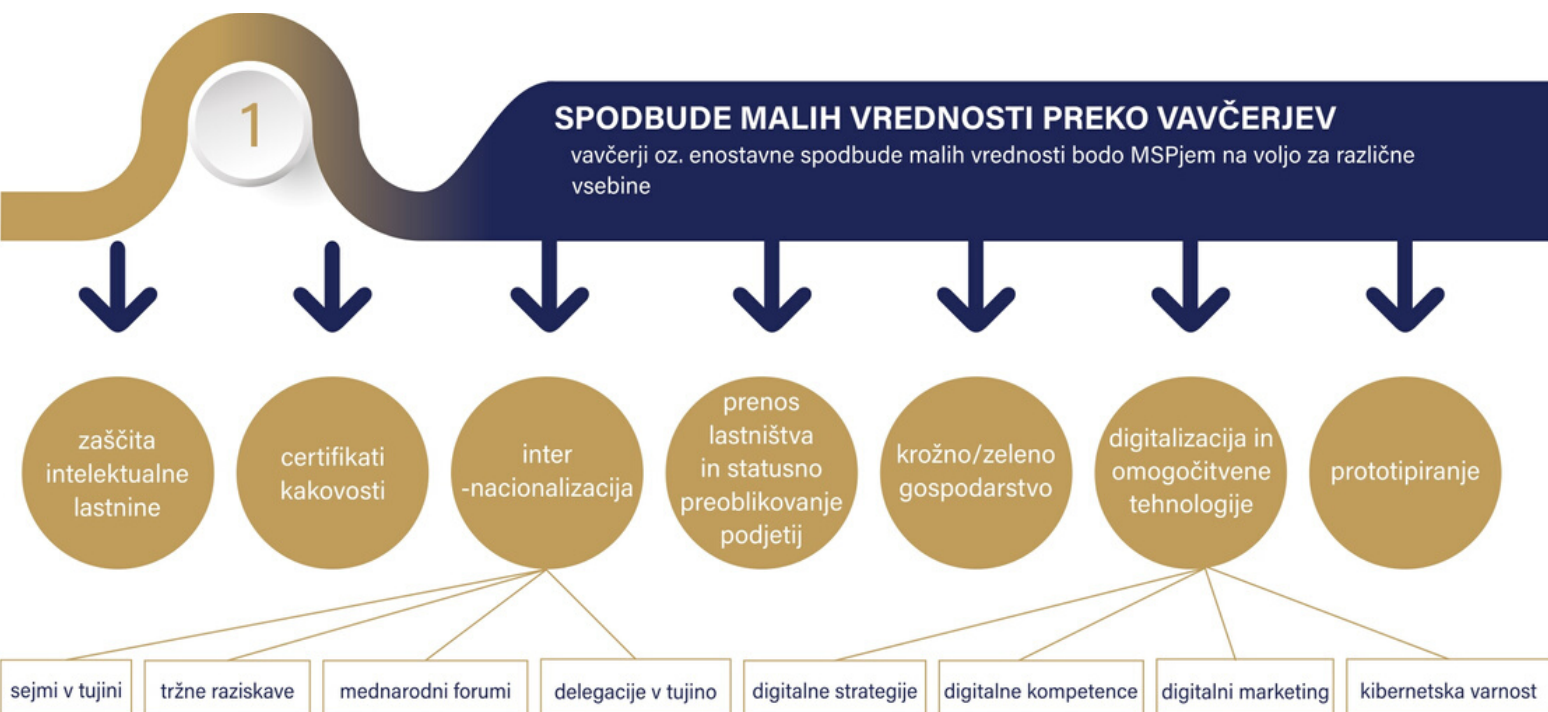 1
SPODBUDE MALIH VREDNOSTI PREKO VAVČERJEV
vavčerji oz. enostavne spodbude malih vrednosti bodo MSPjem na voljo za različne
vsebine
zaščita
intelektualne
lastnine
certifikati
kakovosti
inter
-nacionalizacija
prenos
lastništva
in statusno
preoblikovanje
podjetij
krožno/zeleno
gospodarstvo
digitalizacija in
omogočitvene
tehnologije
prototipiranje
sejmi v tujini
tržne raziskave
mednarodni forumi
delegacije v tujino
digitalne strategije
digitalne kompetence
digitalni marketing
kibernetska varnost